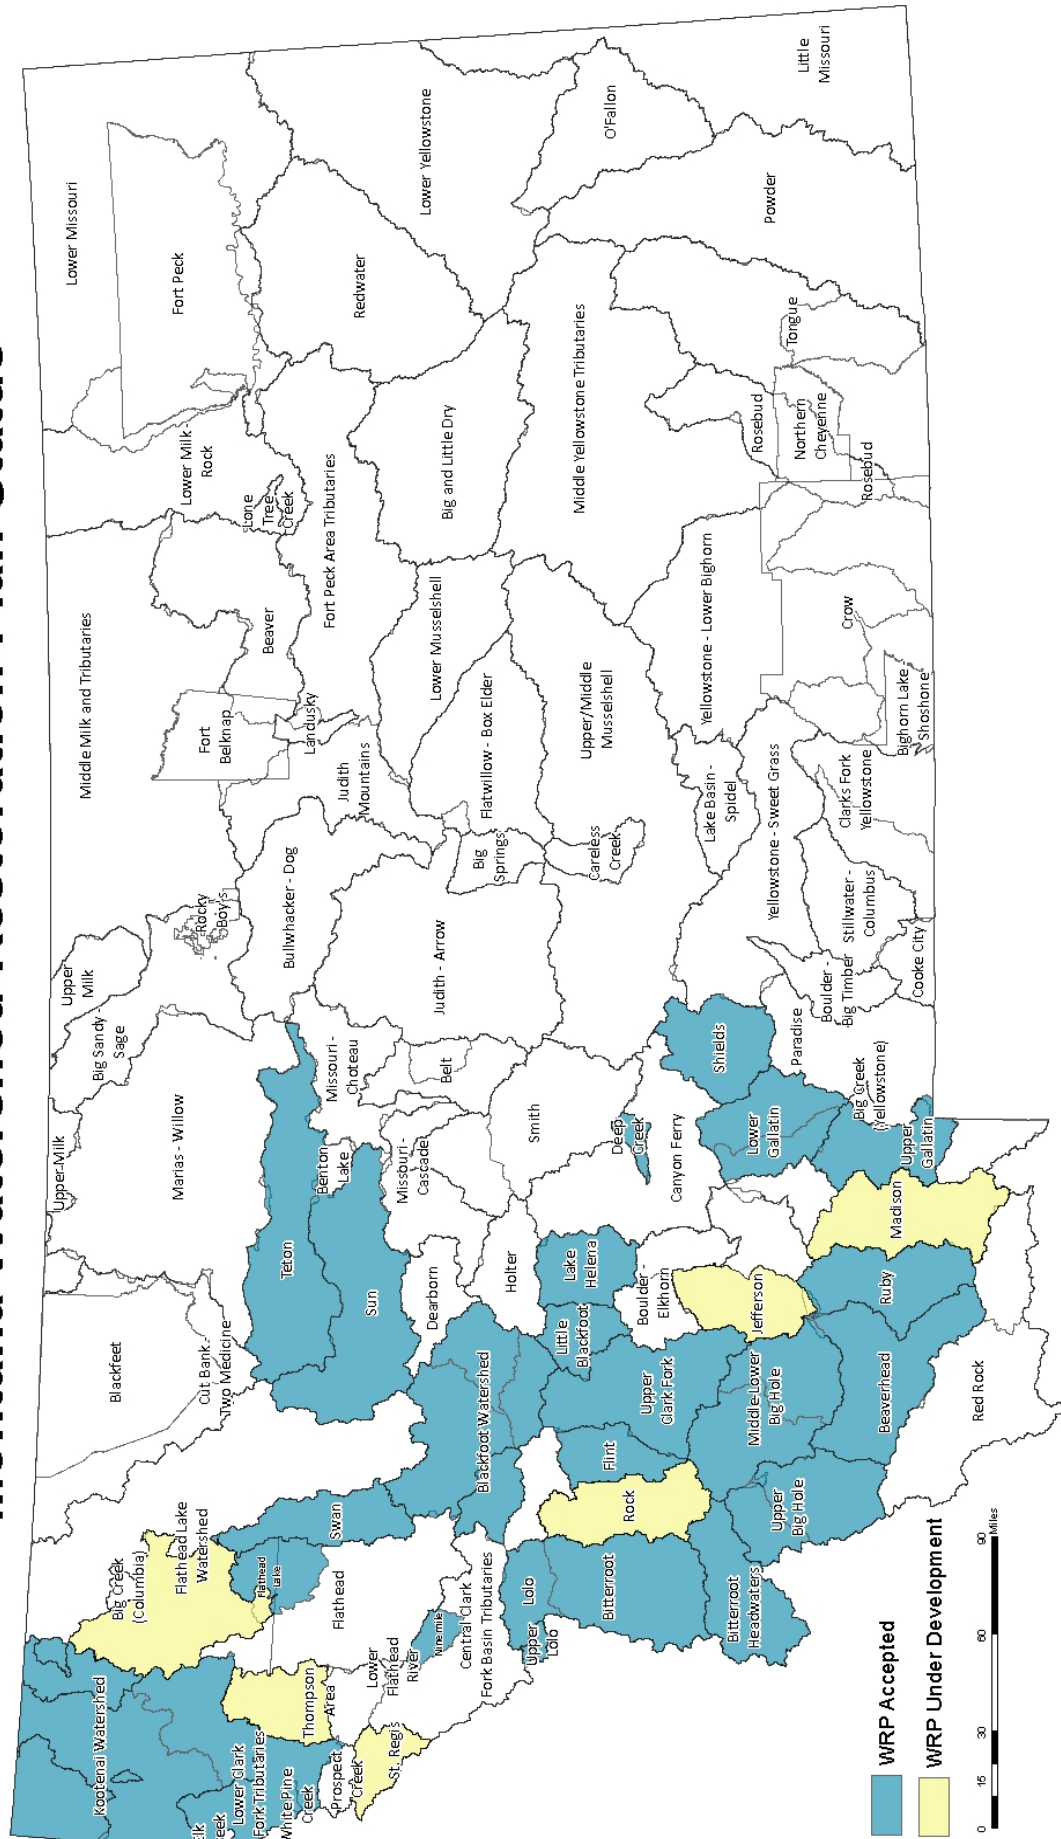 Kootenai Watershed
Lower Clark
Fork Tributaries
White Pine
Creek
Prospect
Creek
St. Regis
Thompson
Area
Big Creek
(Columbia)
Flathead Lake
Watershed
Flathead
Lake
Swan
Flathead
Lower
Flathead
River
Ninemile
Central Clark
Fork Basin Tributaries
Upper
Lolo
Lolo
Bitterroot
Bitterroot
Headwaters
Rock
Flint
Upper
Clark Fork
Blackfoot Watershed
Little
Blackfoot
Lake
Helena
Upper
Big Hole
Middle-Lower
Big Hole
Beaverhead
Red Rock
Ruby
Madison
Jefferson
Boulder -
Elkhorn
Blackfeet
Cut Bank -
Two Medicine
Teton
Sun
Dearborn
Holter
Upper Milk
Marias - Willow
Benton
Lake
Missouri -
Cascade
Missouri -
Choteau
Belt
Smith
Deep
Creek
Canyon Ferry
Lower
Gallatin
Upper
Gallatin
Shields
Paradise
Big Creek
(Yellowstone)
Boulder -
Big Timber
Cooke City
Stillwater -
Columbus
Clarks Fork
Yellowstone
Yellowstone - Sweet Grass
Lake Basin -
Spidel
Big Sandy -
Sage
Upper
Milk
Rocky
Boy's
Bullwhacker - Dog
Judith - Arrow
Big
Springs
Careless
Creek
Judith
Mountains
Landusky
Fort
Belknap
Middle Milk and Tributaries
Beaver
Flatwillow - Box Elder
Lower Musselshell
Upper/Middle
Musselshell
Yellowstone - Lower Bighorn
Crow
Bighorn Lake
Shoshone
Lone
Tree
Creek
Lower Milk -
Rock
Fort Peck Area Tributaries
Big and Little Dry
Middle Yellowstone Tributaries
Rosebud
Northern
Cheyenne
Rosebud
Tongue
Lower Missouri
Fort Peck
Redwater
Lower Yellowstone
O'Fallon
Powder
Little
Missouri
WRP Accepted
WRP Under Development
0 15 30 60 90
Miles